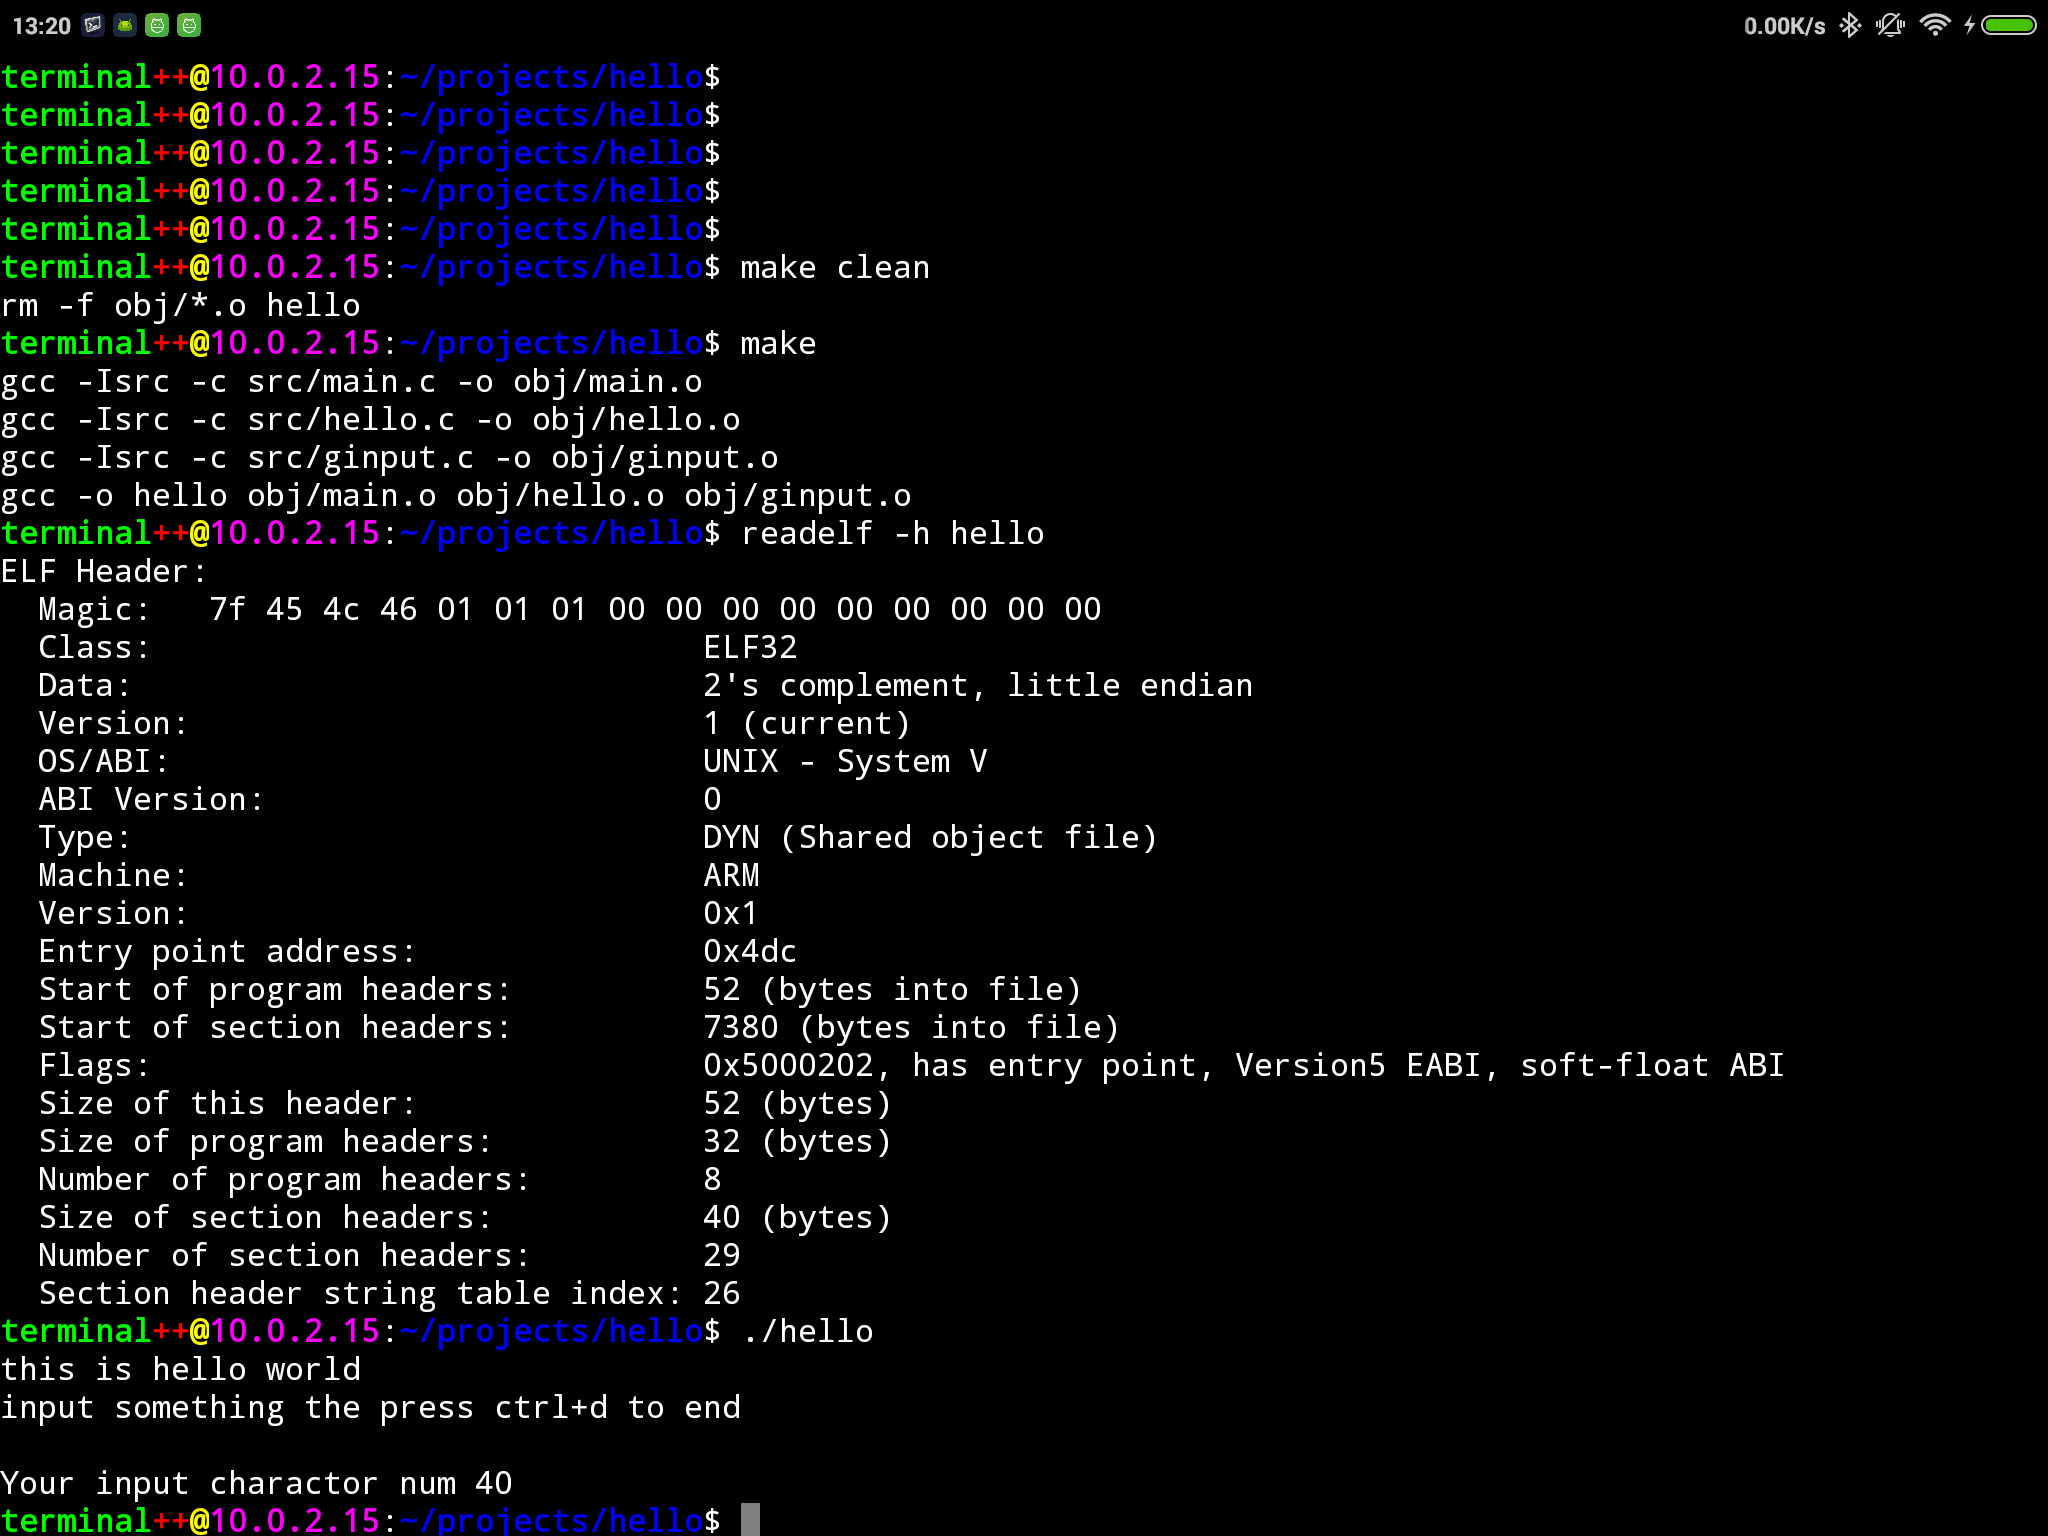 13:20 0.00K/s
terminal++@10.0.2.15:~/projects/hello$
terminal++@10.0.2.15:~/projects/hello$
terminal++@10.0.2.15:~/projects/hello$
terminal++@10.0.2.15:~/projects/hello$
terminal++@10.0.2.15:~/projects/hello$
terminal++@10.0.2.15:~/projects/hello$ make clean
rm -f obj/*.o hello
terminal++@10.0.2.15:~/projects/hello$ make
gcc -Isrc -c src/main.c -o obj/main.o
gcc -Isrc -c src/hello.c -o obj/hello.o
gcc -Isrc -c src/ginput.c -o obj/ginput.o
gcc -o hello obj/main.o obj/hello.o obj/ginput.o
terminal++@10.0.2.15:~/projects/hello$ readelf -h hello
ELF Header:
  Magic:   7f 45 4c 46 01 01 01 00 00 00 00 00 00 00 00 00
  Class:                             ELF32
  Data:                              2's complement, little endian
  Version:                           1 (current)
  OS/ABI:                            UNIX - System V
  ABI Version:                       0
  Type:                              DYN (Shared object file)
  Machine:                           ARM
  Version:                           0x1
  Entry point address:               0x4dc
  Start of program headers:          52 (bytes into file)
  Start of section headers:          7380 (bytes into file)
  Flags:                             0x5000202, has entry point, Version5 EABI, soft-float ABI
  Size of this header:               52 (bytes)
  Size of program headers:           32 (bytes)
  Number of program headers:         8
  Size of section headers:           40 (bytes)
  Number of section headers:         29
  Section header string table index: 26
terminal++@10.0.2.15:~/projects/hello$ ./hello
this is hello world
input something the press ctrl+d to end

Your input charactor num 40
terminal++@10.0.2.15:~/projects/hello$